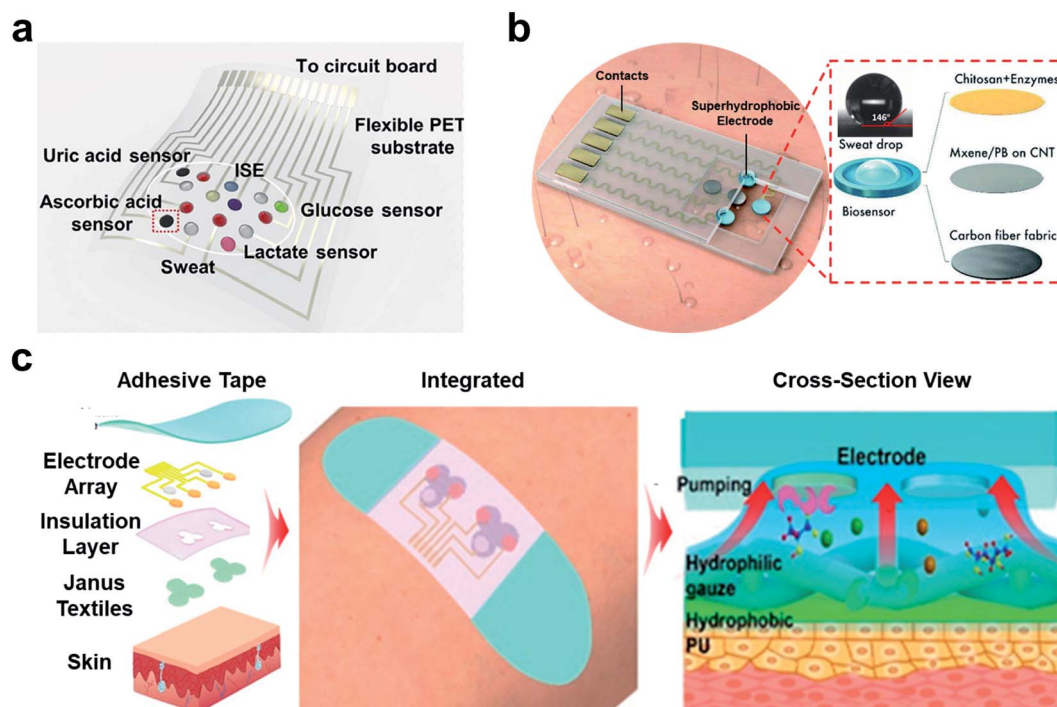 a
To circuit board
Flexible PET
substrate
Uric acid sensor
ISE
Ascorbic acid
sensor
Glucose sensor
Lactate sensor
Sweat
b
Contacts
Superhydrophobic
Electrode
146°
Sweat drop
Biosensor
Chitosan+Enzymes
Mxene/PB on CNT
Carbon fiber fabric
c
Adhesive Tape
Integrated
Cross-Section View
Electrode
Array
Insulation
Layer
Janus
Textiles
Skin
Electrode
Pumping
Hydrophilic
gauze
Hydrophobic
PU